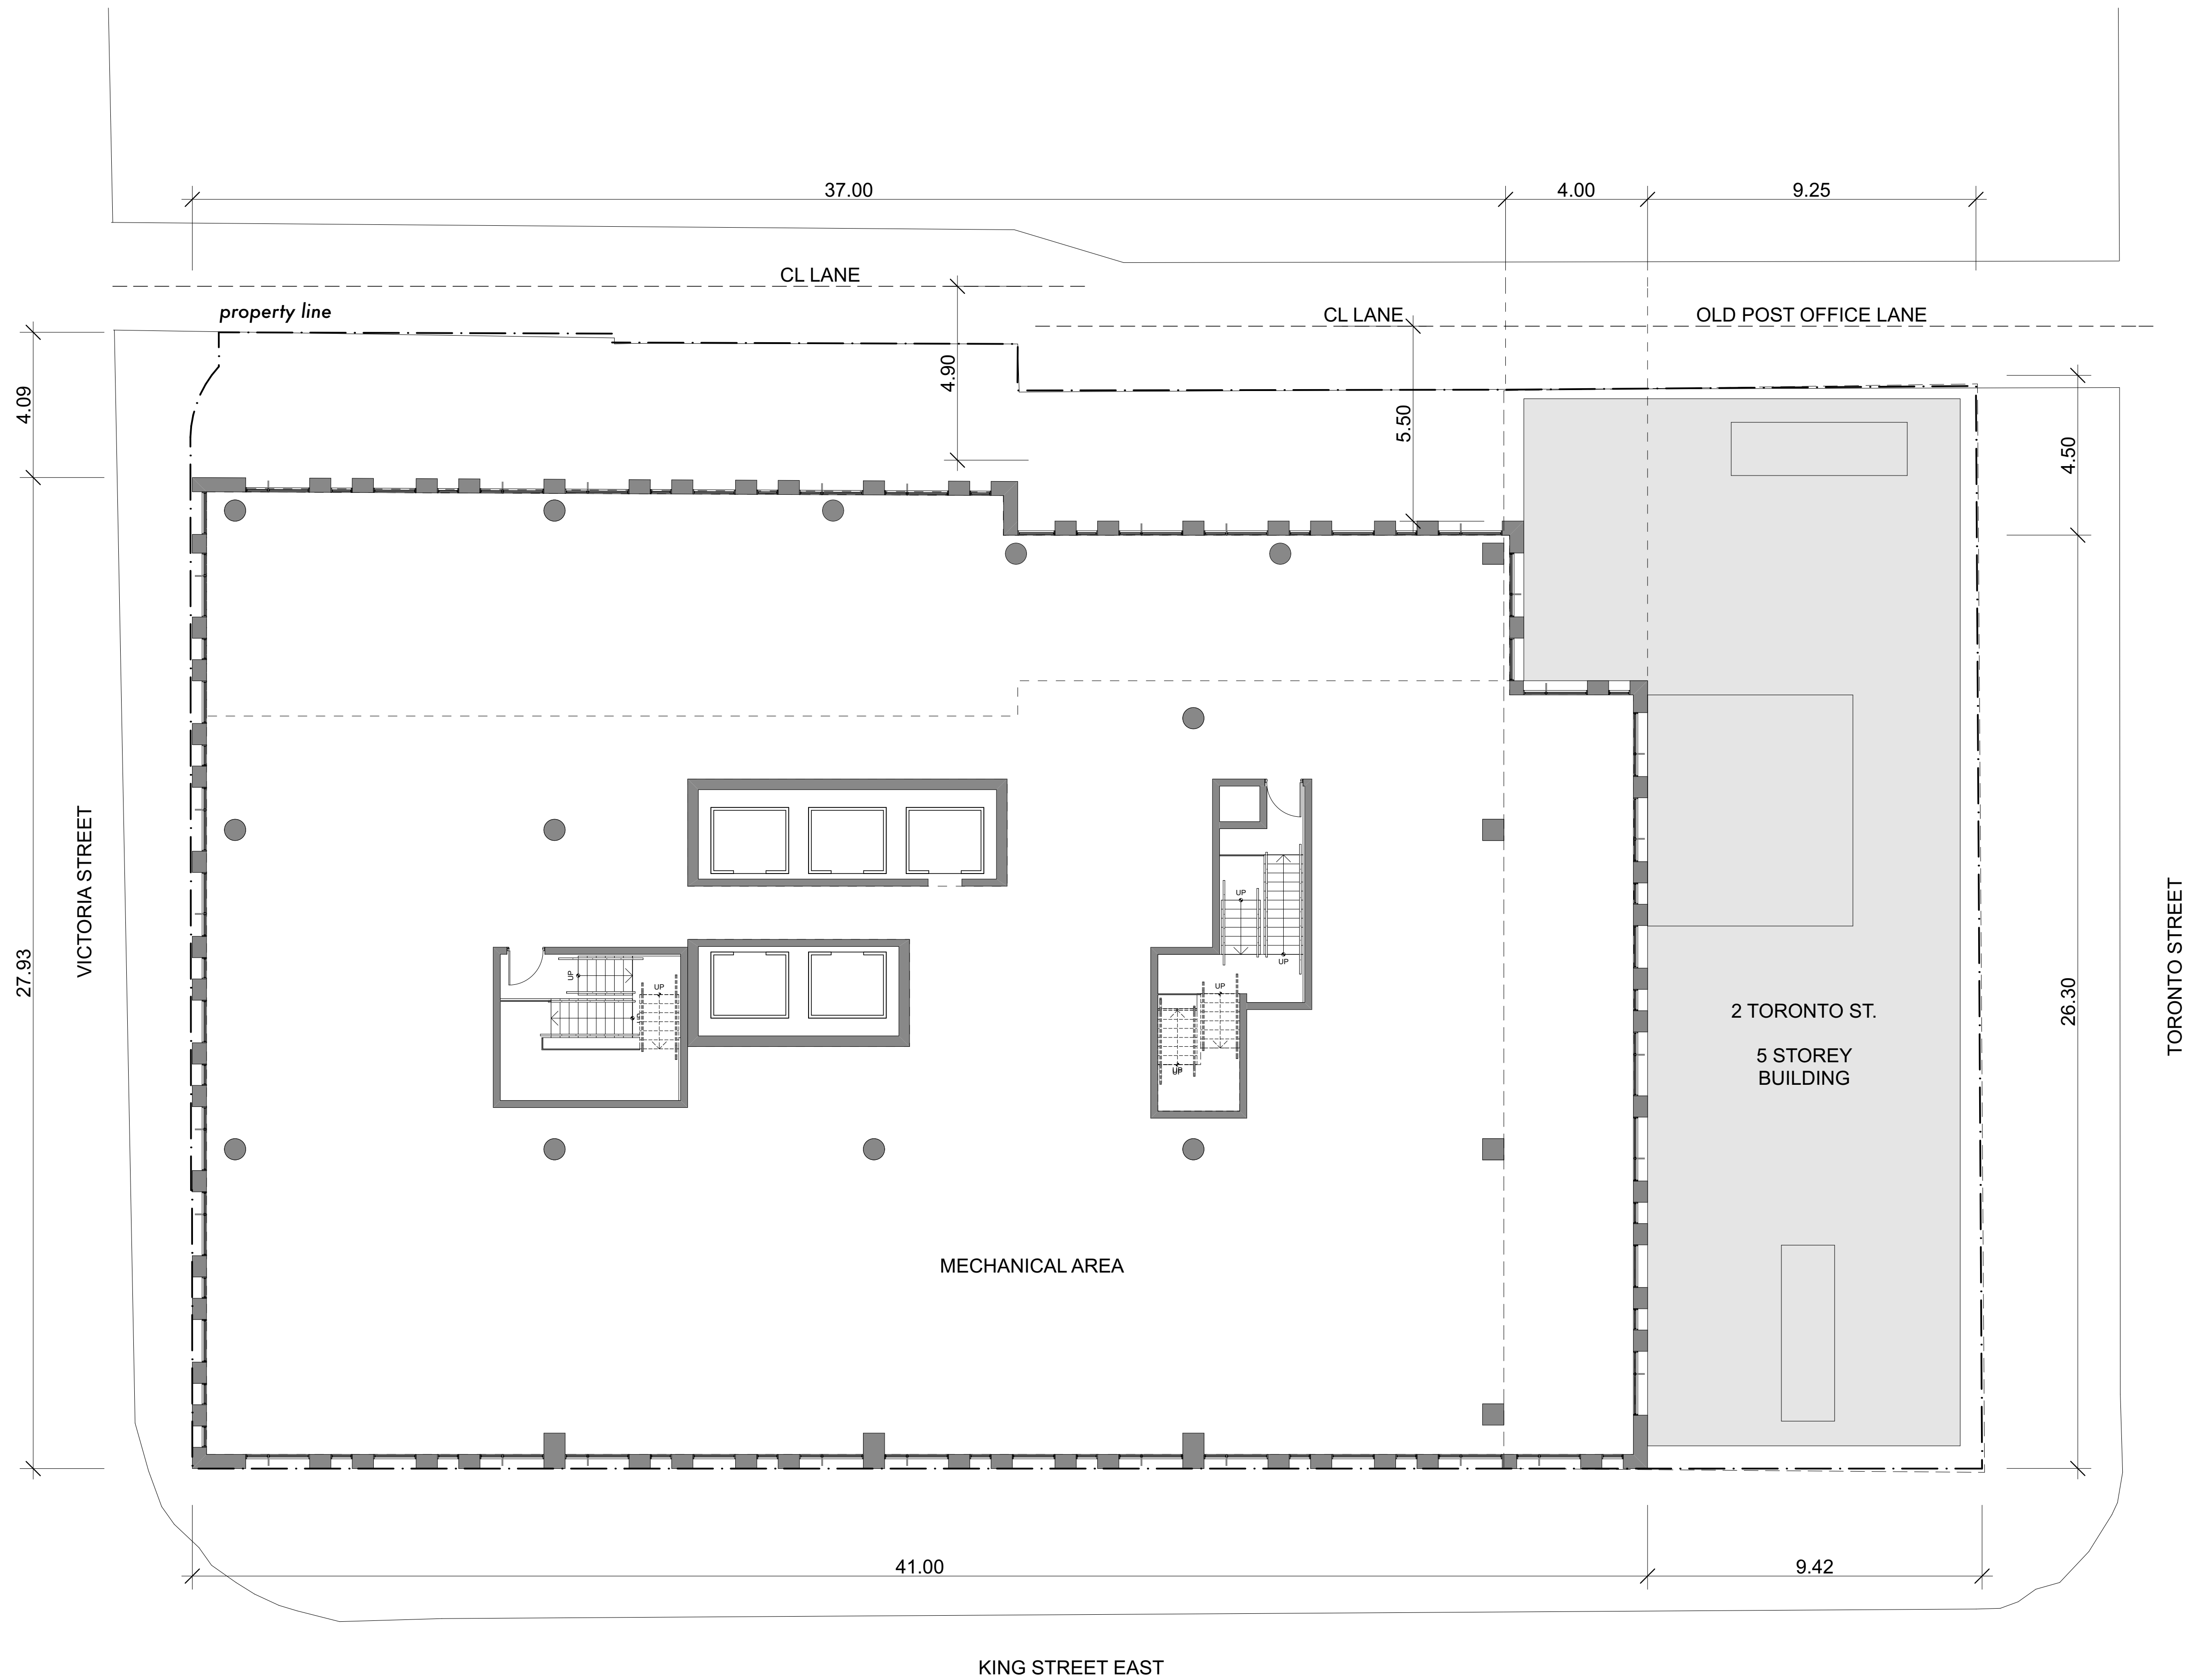 37.00
4.00
9.25
CL LANE
property line
CL LANE
OLD POST OFFICE LANE
4.09
4.90
5.50
4.50
VICTORIA STREET
27.93
UP
UP
UP
UP
UP
UP
UP
2 TORONTO ST.
5 STOREY
BUILDING
26.30
TORONTO STREET
MECHANICAL AREA
41.00
9.42
KING STREET EAST